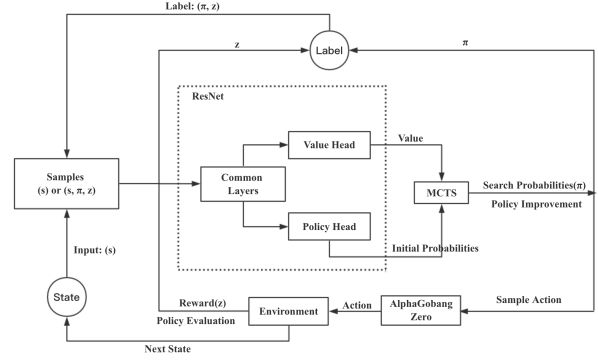 Label: (π, z)
z
Label
π
ResNet
Value Head
Value
Samples
(s) or (s, π, z)
Common
Layers
MCTS
Search Probabilities(π)
Policy Improvement
Policy Head
Initial Probabilities
Input: (s)
State
Reward(z)
Policy Evaluation
Environment
Action
AlphaGobang
Zero
Sample Action
Next State